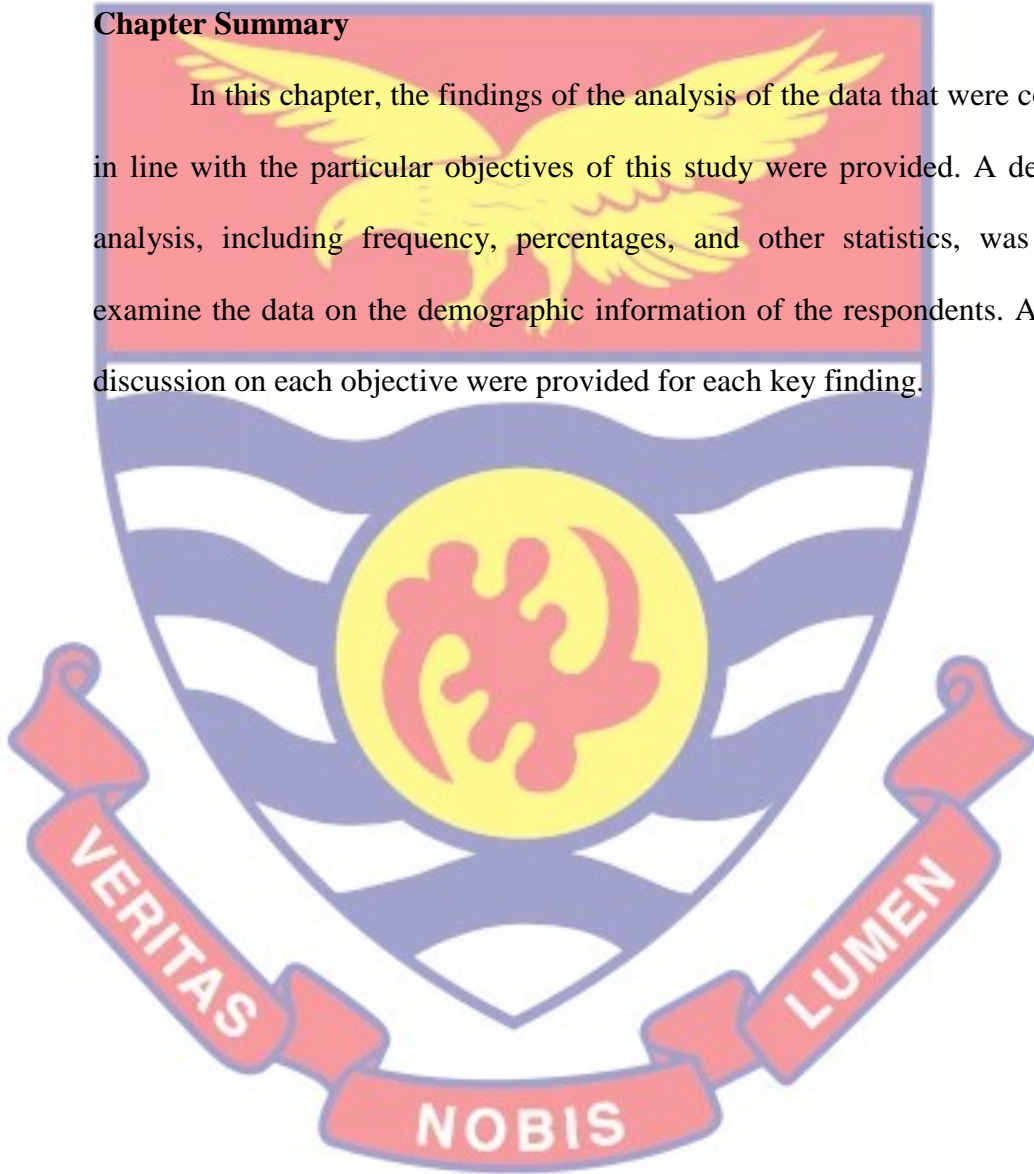 Chapter Summary
In this chapter, the findings of the analysis of the data that were
in line with the particular objectives of this study were provided. A
analysis, including frequency, percentages, and other statistics, was
examine the data on the demographic information of the respondents.
discussion on each objective were provided for each key finding.
VERITAS
NOBIS
LUMEN